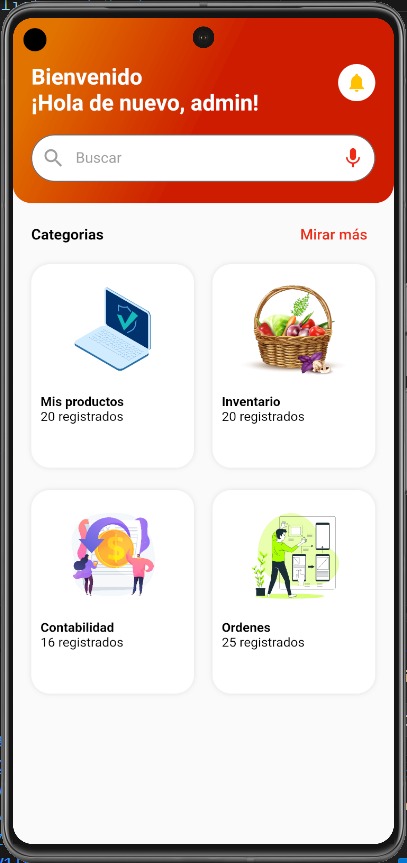 Bienvenido
¡Hola de nuevo, admin!
Buscar
Categorias
Mirar más
Mis productos
20 registrados
Inventario
20 registrados
Contabilidad
16 registrados
Ordenes
25 registrados